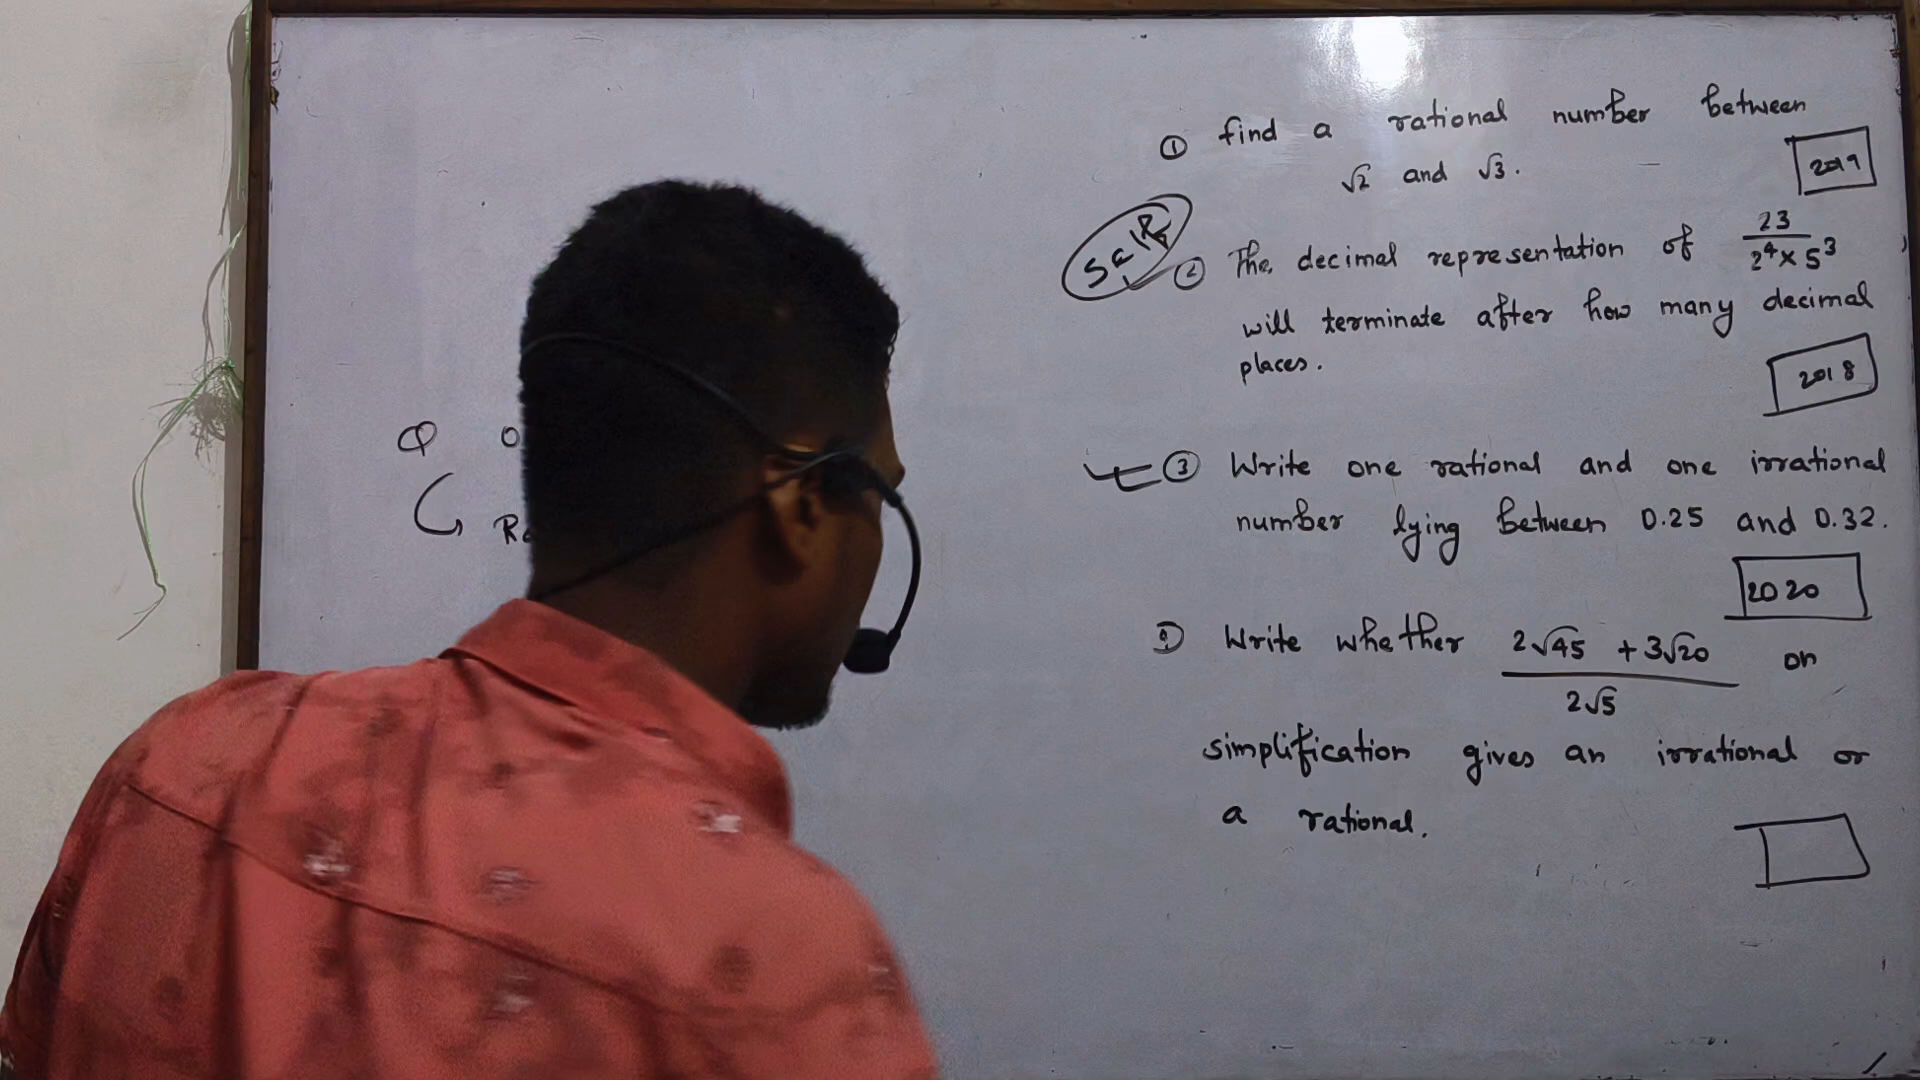 ① find a rational number between
√2 and √3.
2019
Self
② The decimal representation of 23/2⁴×5³,
will terminate after how many decimal
places.
2018
③ Write one rational and one irrational
number lying between 0.25 and 0.32.
2020
Write whether 2√45 + 3√20 / 2√5 on
simplification gives an irrational or
a rational.
Q